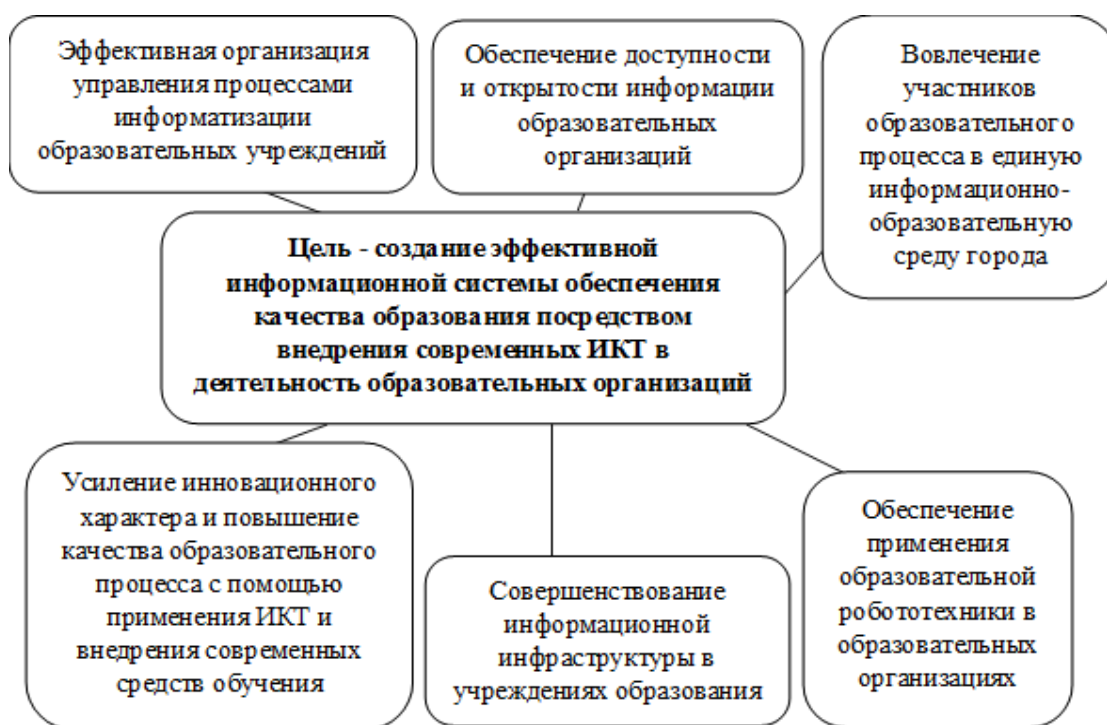 Эффективная организация
управления процессами
информатизации
образовательных учреждений
Обеспечение доступности
и открытости информации
образовательных
организаций
Вовлечение
участников
образовательного
процесса в единую
информационно-
образовательную
среду города
Цель - создание эффективной
информационной системы обеспечения
качества образования посредством
внедрения современных ИКТ в
деятельность образовательных организаций
Усиление инновационного
характера и повышение
качества образовательного
процесса с помощью
применения ИКТ и
внедрения современных
средств обучения
Совершенствование
информационной
инфраструктуры в
учреждениях образования
Обеспечение
применения
образовательной
робототехники в
образовательных
организациях